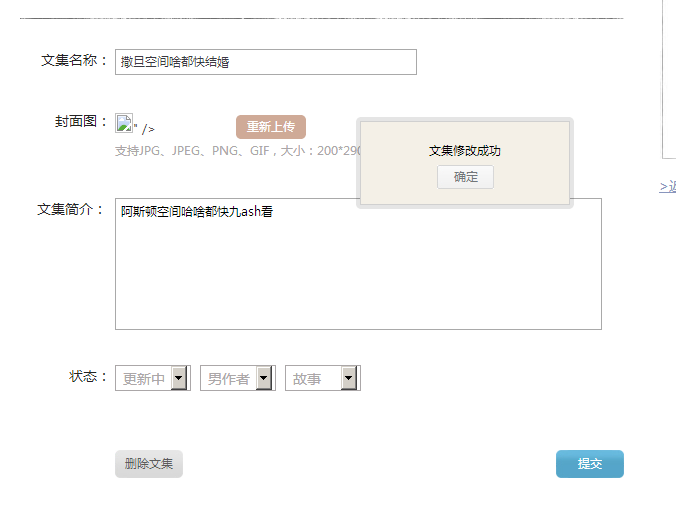 文集名称：
撒旦空间啥都快结婚
封面图：
" />
重新上传
支持JPG、JPEG、PNG、GIF，大小：200*290
文集修改成功
确定
>返
文集简介：
阿斯顿空间哈啥都快九ash看
状态：
更新中
男作者
故事
删除文集
提交